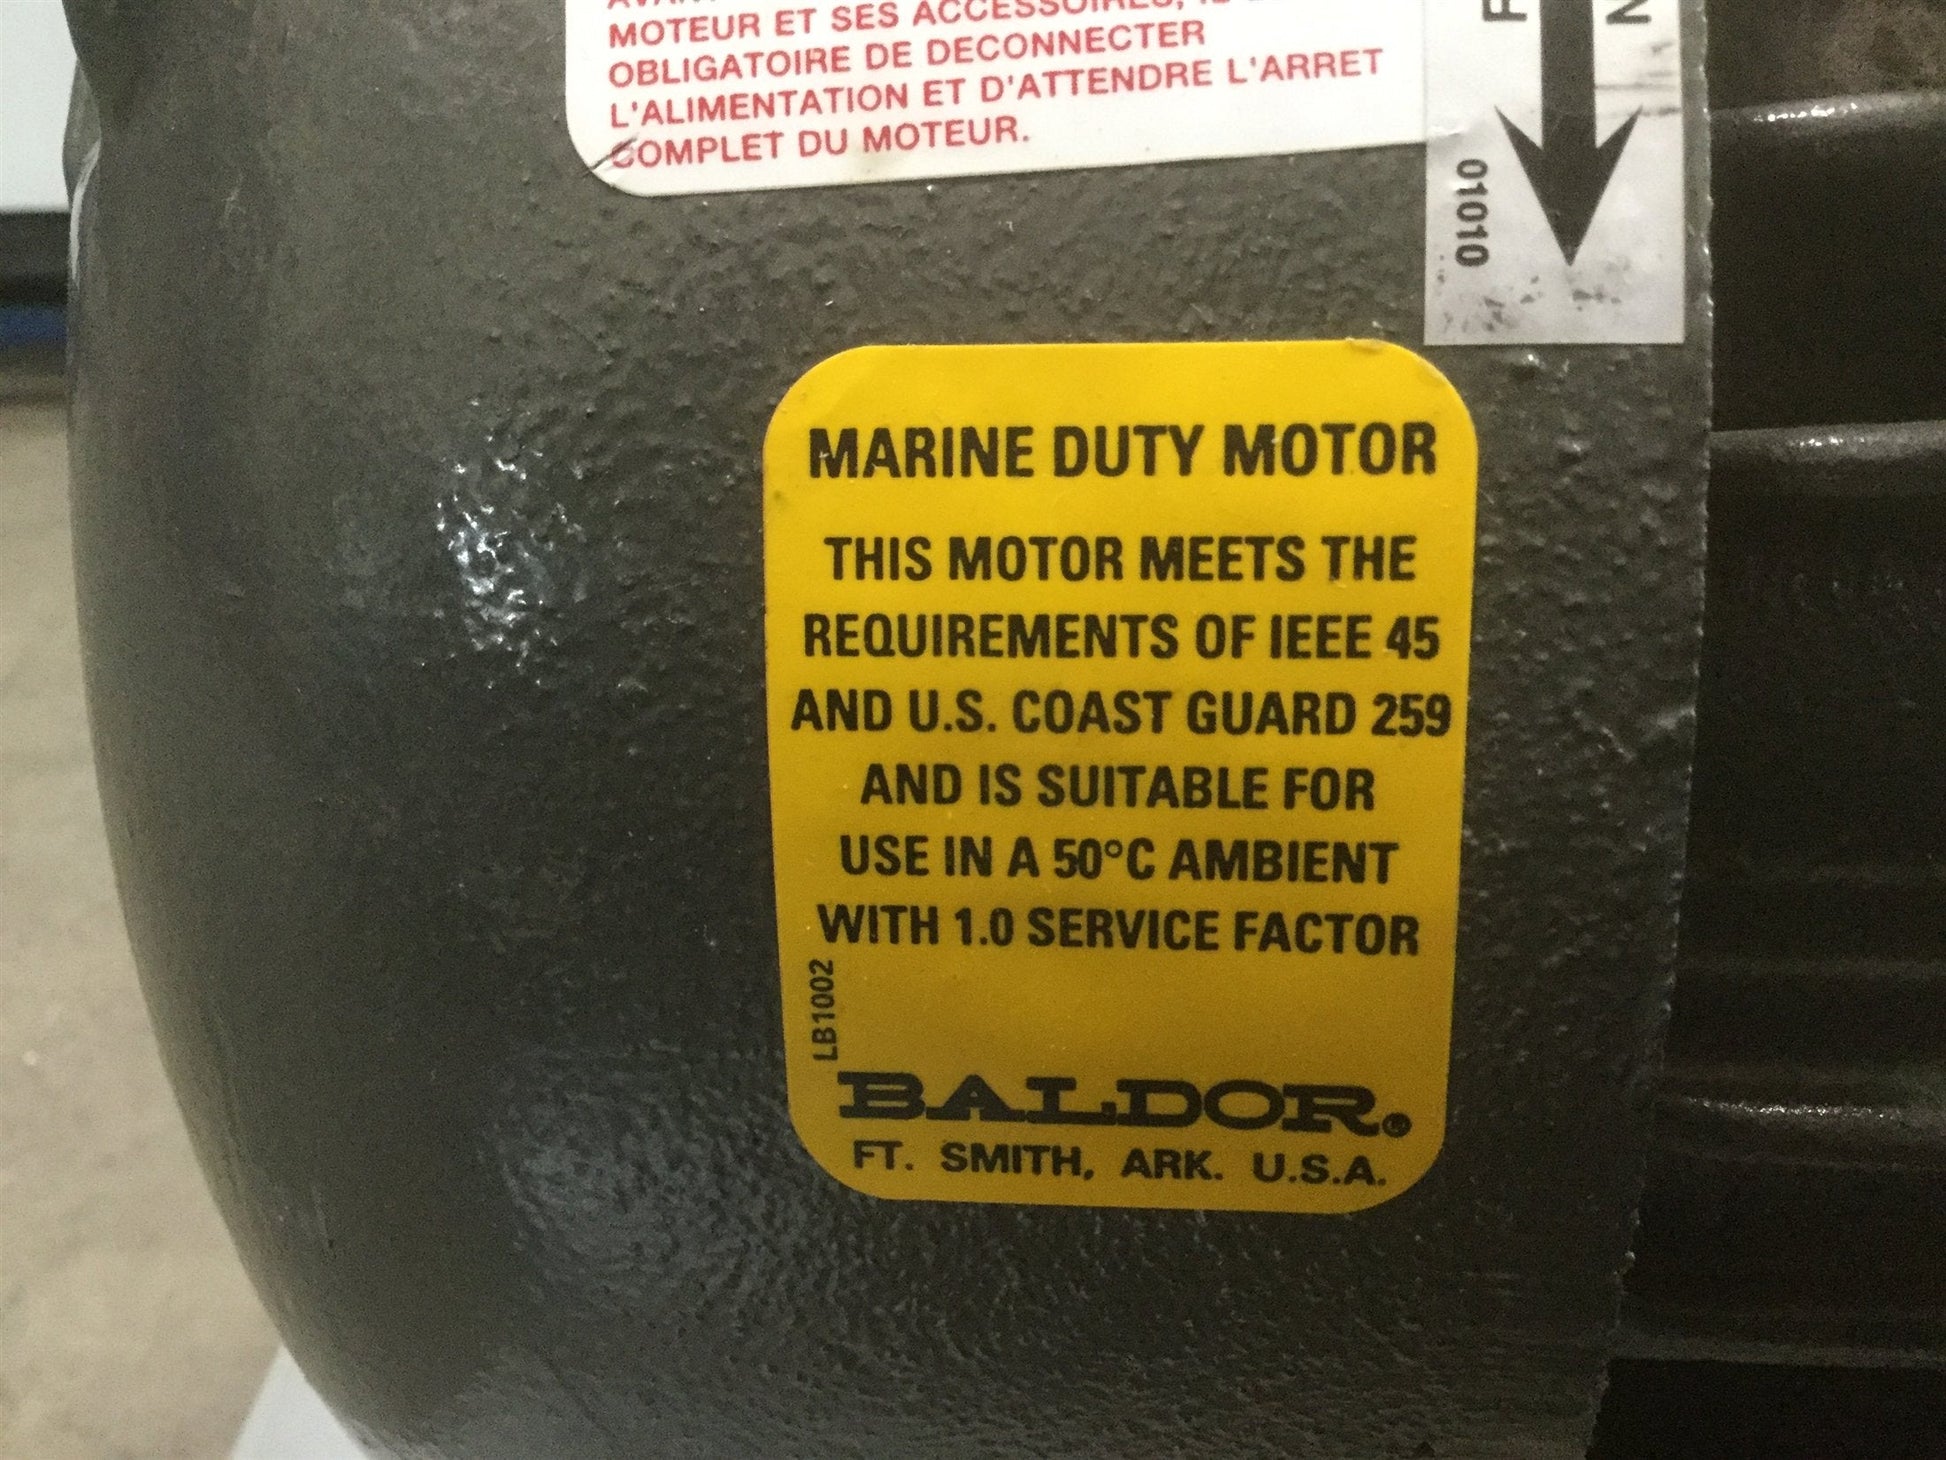 MOTEUR ET SES ACCESSOIRES,
OBLIGATOIRE DE DECONNECTER
L'ALIMENTATION ET D'ATTENDRE L'ARRET
COMPLET DU MOTEUR.
01010
MARINE DUTY MOTOR
THIS MOTOR MEETS THE
REQUIREMENTS OF IEEE 45
AND U.S. COAST GUARD 259
AND IS SUITABLE FOR
USE IN A 50°C AMBIENT
WITH 1.0 SERVICE FACTOR
LB1002
BALDOR®
FT. SMITH, ARK. U.S.A.